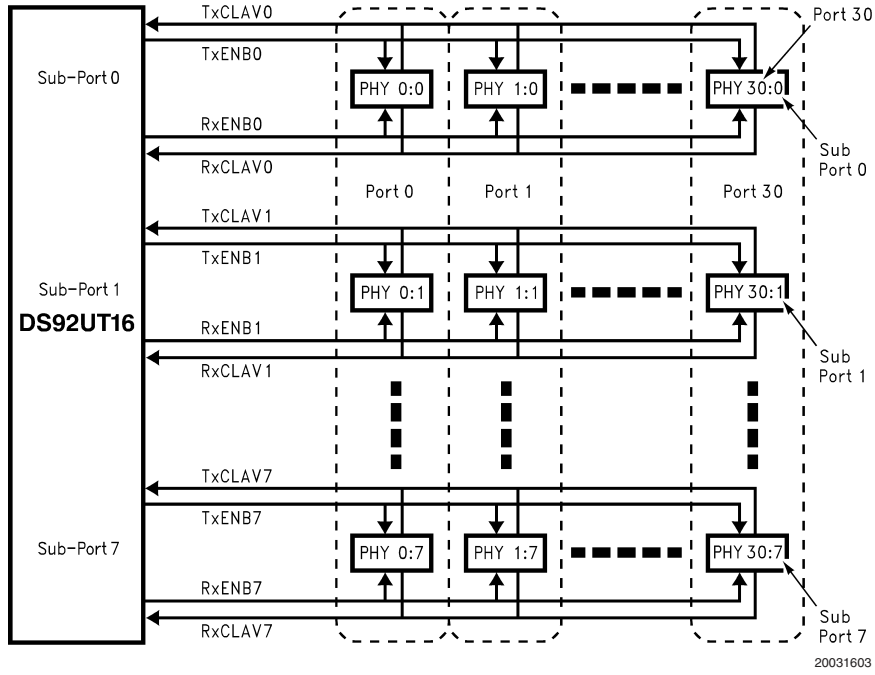 TxCLAV0
Port 30
TxENB0
Sub-Port 0
PHY 0:0
PHY 1:0
PHY 30:0
RxENB0
Sub
Port 0
RxCLAV0
Port 0
Port 1
Port 30
TxCLAV1
TxENB1
Sub-Port 1
PHY 0:1
PHY 1:1
PHY 30:1
DS92UT16
RxENB1
Sub
Port 1
RxCLAV1
TxCLAV7
TxENB7
Sub-Port 7
PHY 0:7
PHY 1:7
PHY 30:7
RxENB7
Sub
Port 7
RxCLAV7
20031603